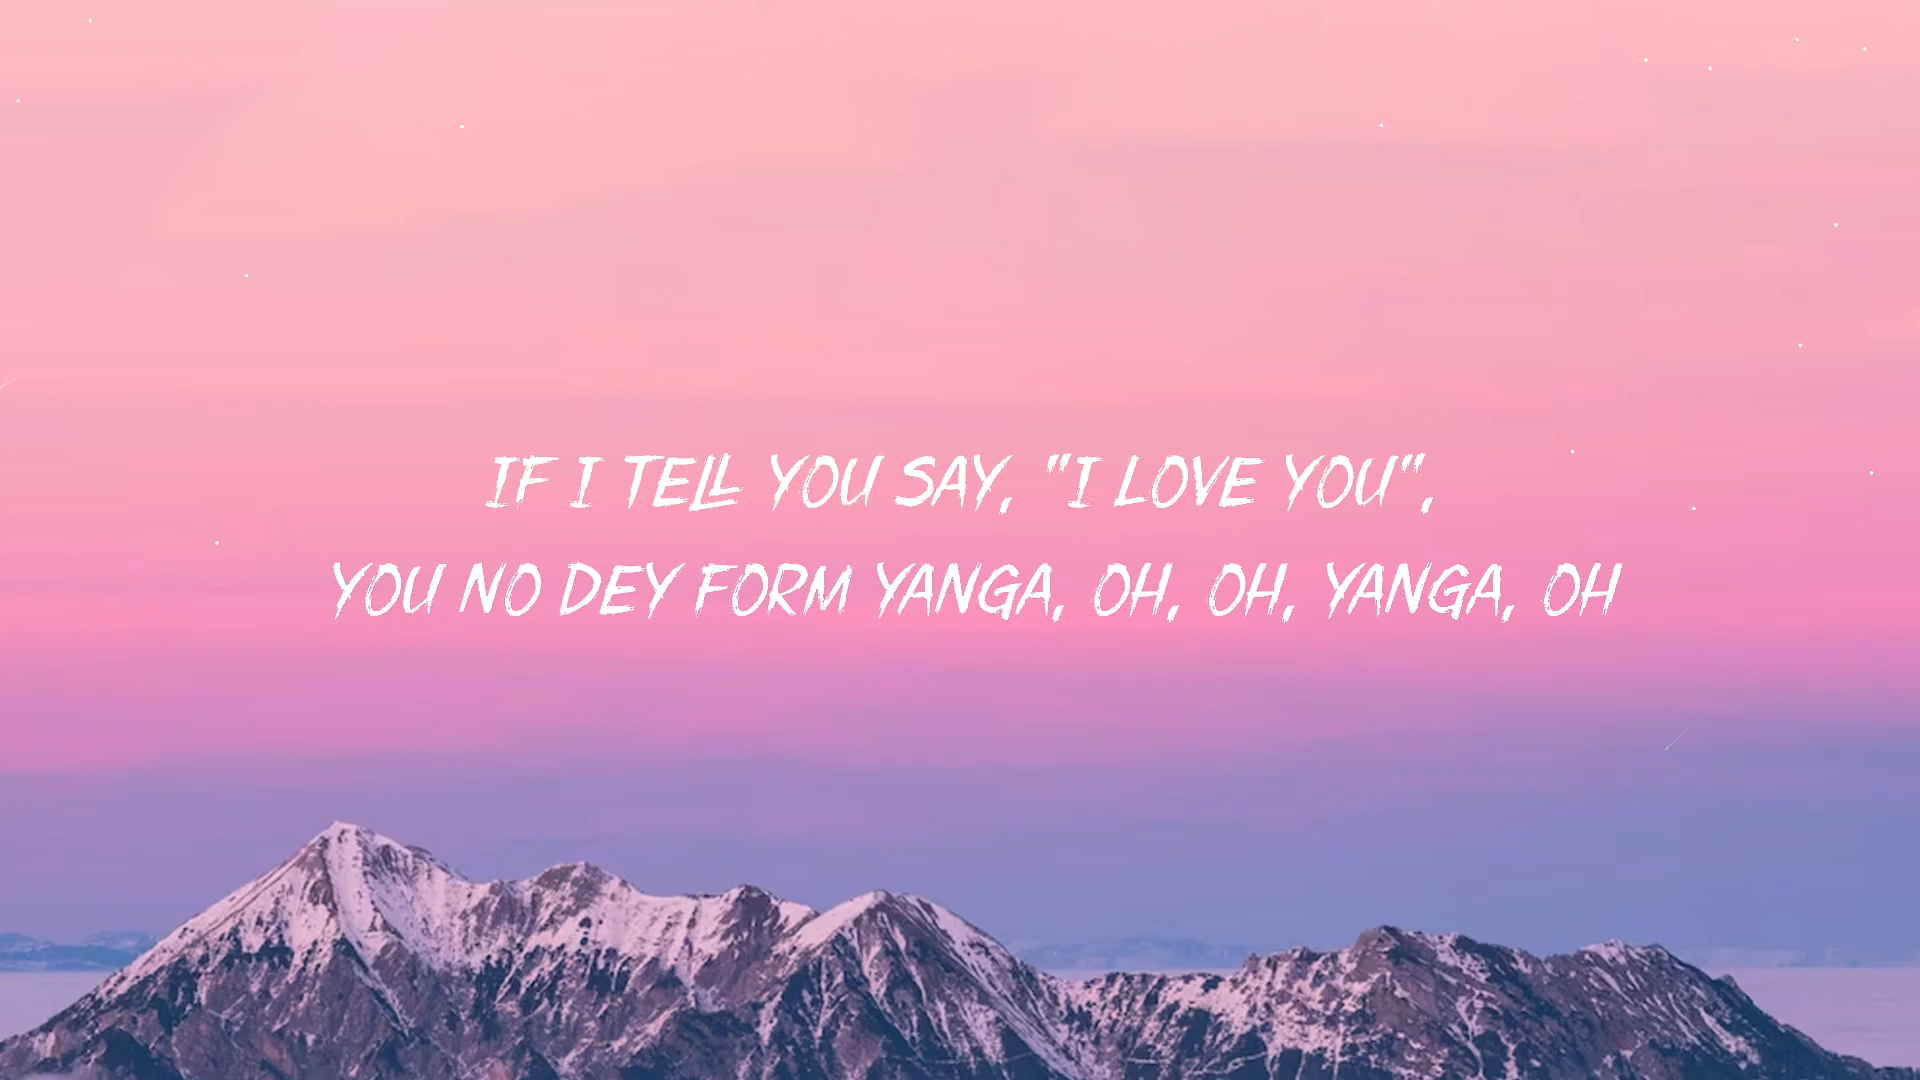 IF I TELL YOU SAY, "I LOVE YOU",
YOU NO DEY FORM YANGA, OH, OH, YANGA, OH